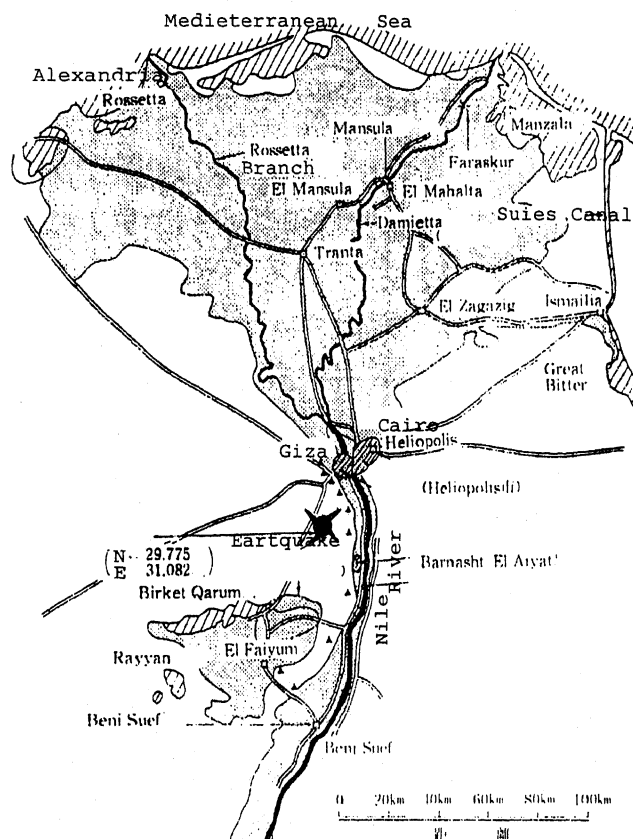 Medieterranean Sea
Alexandria
Rossetta
Mansula
Manzala
Rossetta
Branch
Faraskur
El Mansula
El Mahalta
Damietta
Suies Canal
Tranta
El Zagazig
Ismailia
Great
Bitter
Cairo
Heliopolis
Giza
(Heliopolis
Eartquake
(N 29.775
E 31.082)
Barnasht El Aiyat
Nile River
Birket Qarum
El Faiyum
Rayyan
Beni Suef
Beni Suef
0 20km 40km 60km 80km 100km